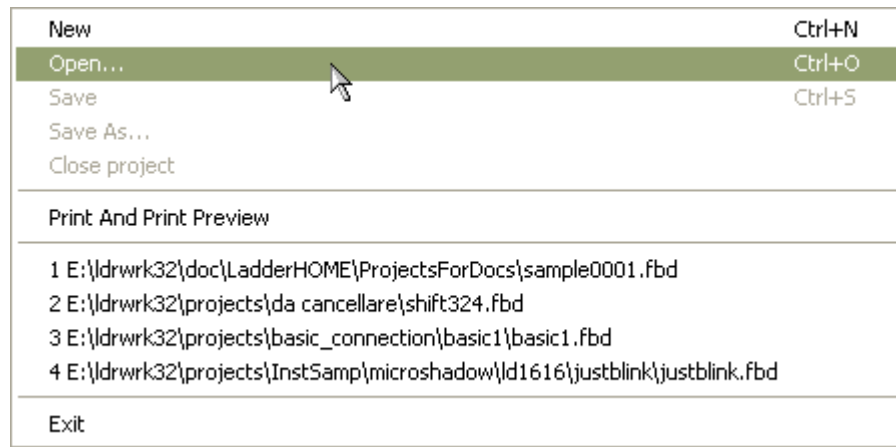 New Ctrl+N
Open... Ctrl+O
Save Ctrl+S
Save As...
Close project
Print And Print Preview
1 E:\ldrwrk32\doc\LadderHOME\ProjectsForDocs\sample0001.fbd
2 E:\ldrwrk32\projects\da cancellare\shift324.fbd
3 E:\ldrwrk32\projects\basic_connection\basic1\basic1.fbd
4 E:\ldrwrk32\projects\InstSamp\microshadow\ld1616\justblink\justblink.fbd
Exit